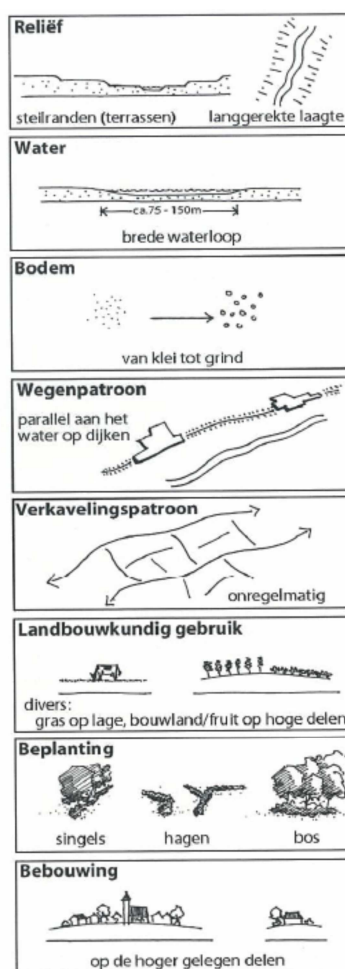 Reliëf
steilranden (terrassen) langgerekte laagte
Water
ca.75 - 150m
brede waterloop
Bodem
van klei tot grind
Wegenpatroon
parallel aan het
water op dijken
Verkavelingspatroon
onregelmatig
Landbouwkundig gebruik
divers:
gras op lage, bouwland/fruit op hoge delen
Beplanting
singels hagen bos
Bebouwing
op de hoger gelegen delen